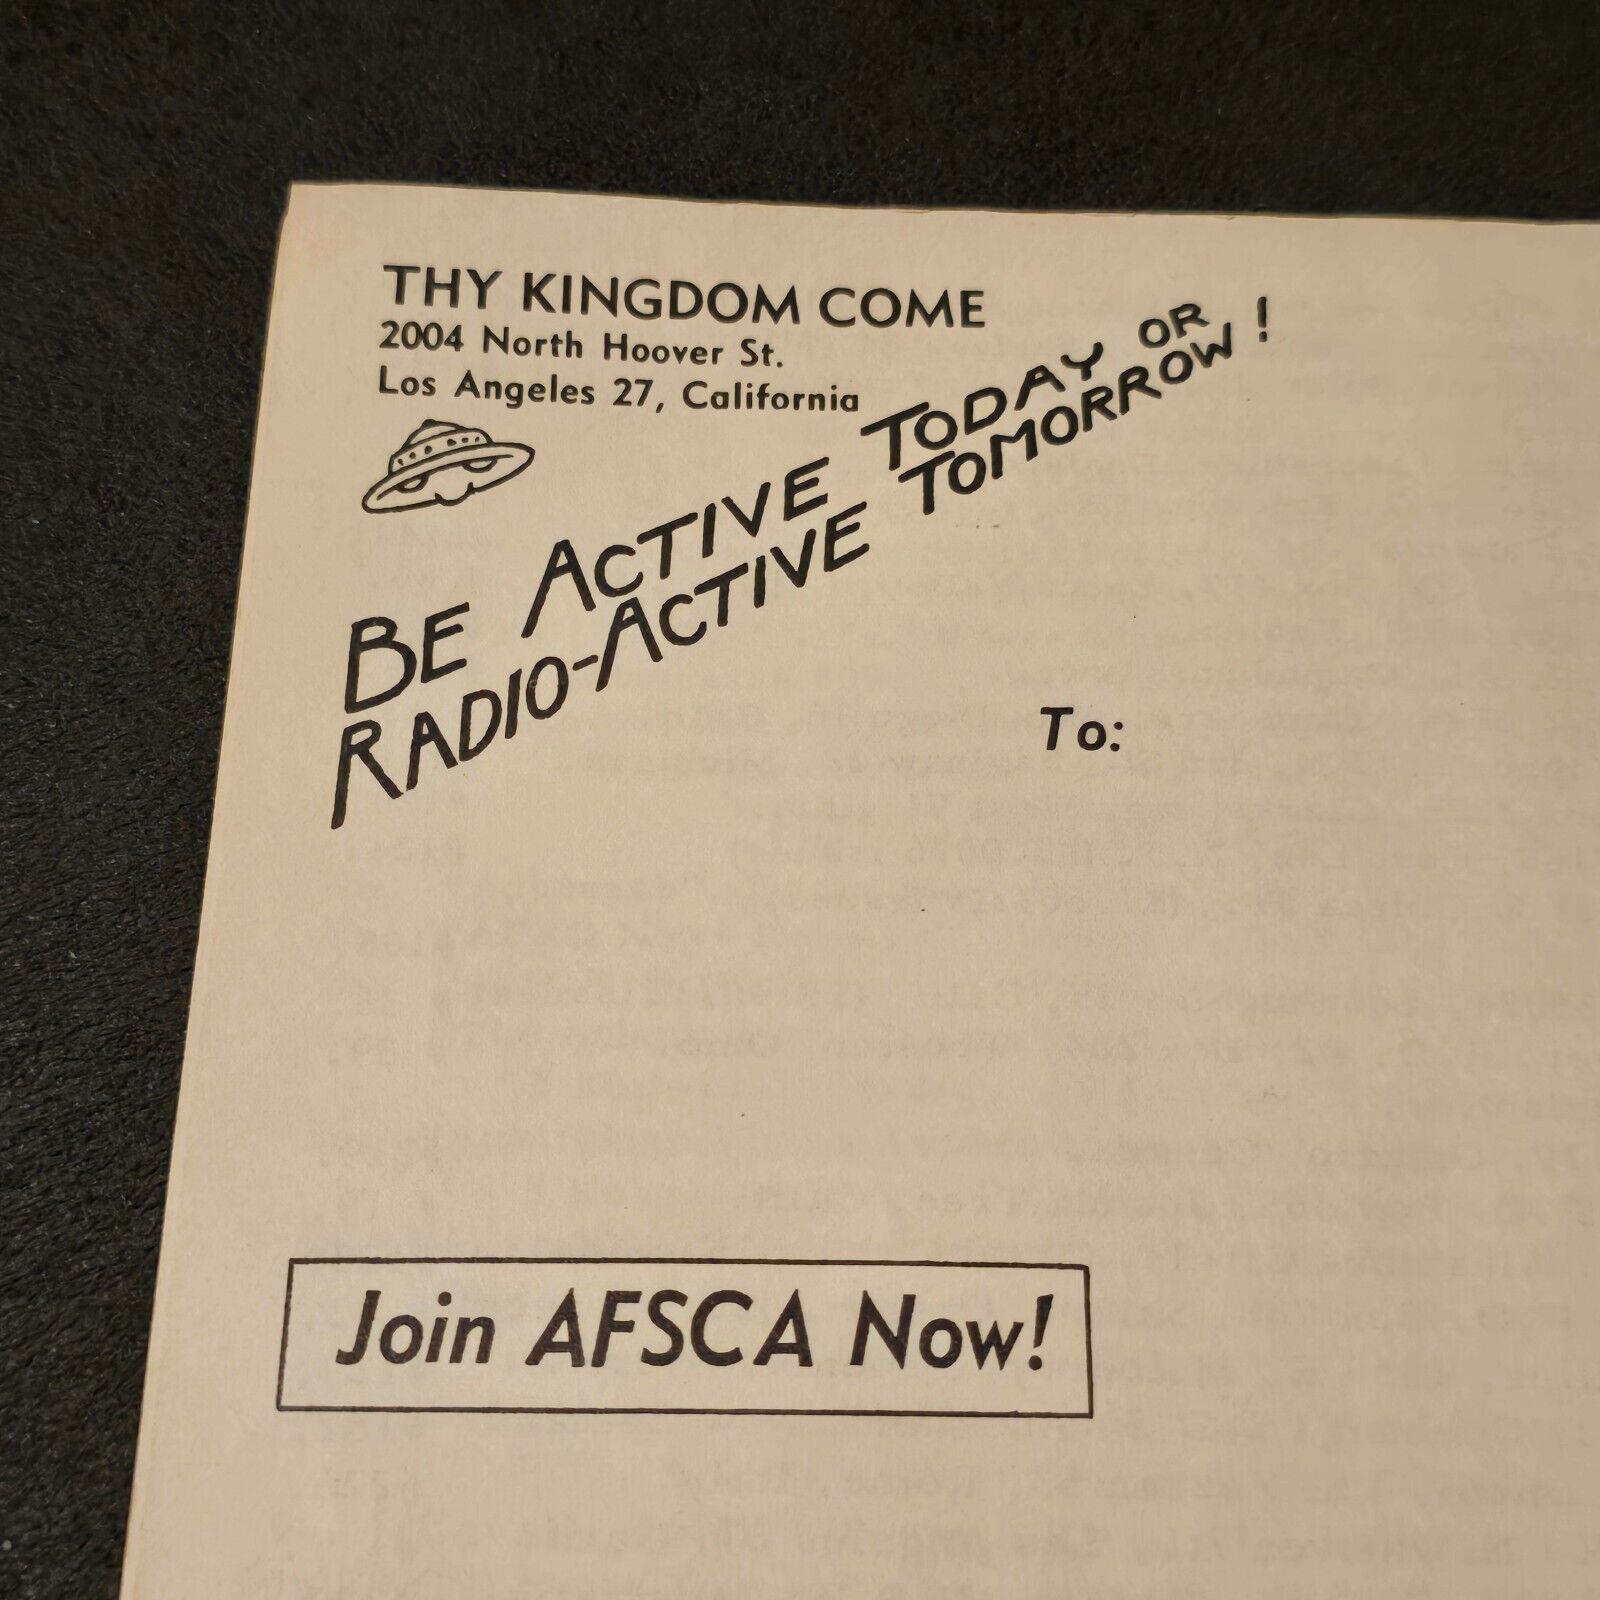 THY KINGDOM COME
2004 North Hoover St.
Los Angeles 27, California
BE ACTIVE TODAY OR
RADIO-ACTIVE TOMORROW!
To:
Join AFSCA Now!